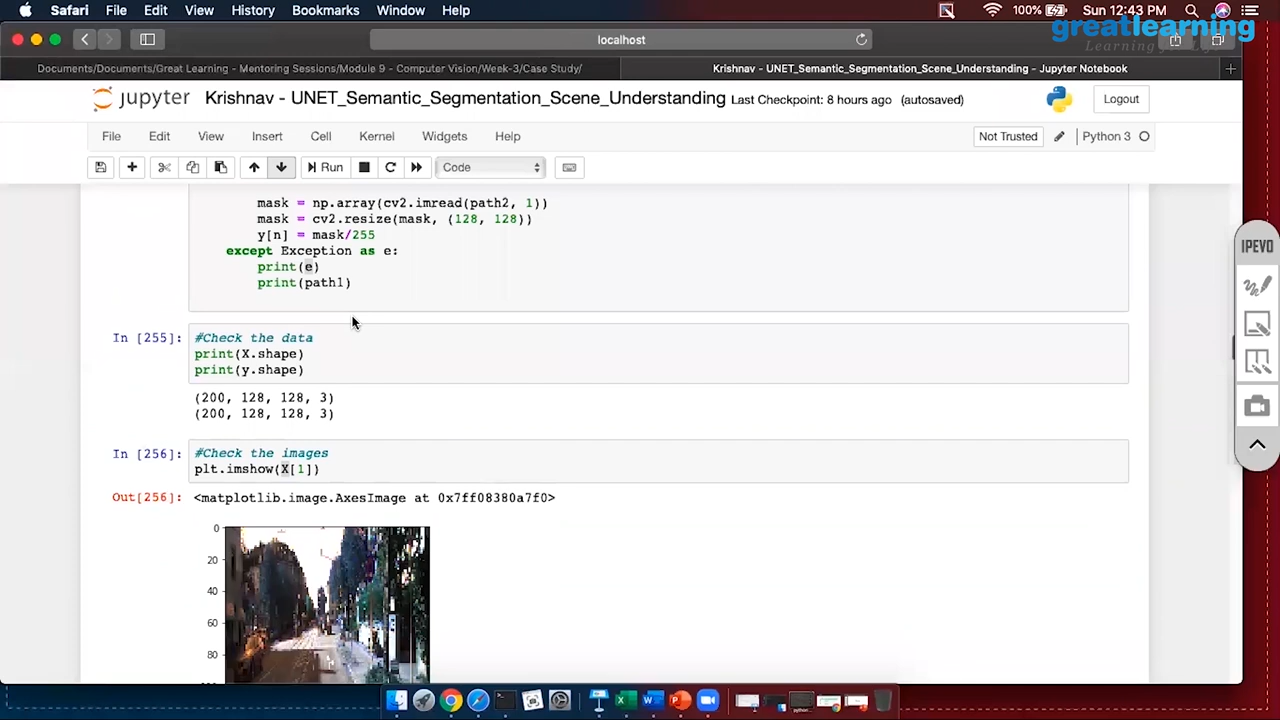 Safari File Edit View History Bookmarks Window Help 100% Sun 12:43 PM
greatlearning
Learning for Life
localhost
Documents/Documents/Great Learning - Mentoring Sessions/Module 9 - Computer Vision/Week-3/Case Study/ Krishnav - UNET_Semantic_Segmentation_Scene_Understanding - Jupyter Notebook
jupyter Krishnav - UNET_Semantic_Segmentation_Scene_Understanding Last Checkpoint: 8 hours ago (autosaved) Logout
File Edit View Insert Cell Kernel Widgets Help Not Trusted Python 3
Run Code
mask = np.array(cv2.imread(path2, 1))
mask = cv2.resize(mask, (128, 128))
y[n] = mask/255
except Exception as e:
print(e)
print(path1)
IPEVO
In [255]: #Check the data
print(X.shape)
print(y.shape)
(200, 128, 128, 3)
(200, 128, 128, 3)
In [256]: #Check the images
plt.imshow(X[1])
Out[256]: <matplotlib.image.AxesImage at 0x7ff08380a7f0>
0
20
40
60
80